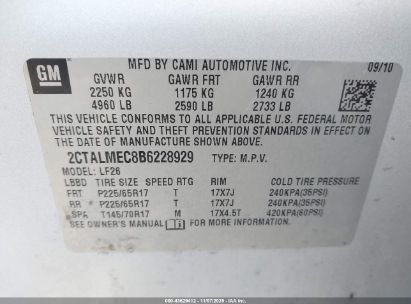 GM
MFD BY CAMI AUTOMOTIVE INC. 09/10
GVWR GAWR FRT GAWR RR
2250 KG 1175 KG 1240 KG
4960 LB 2590 LB 2733 LB
THIS VEHICLE CONFORMS TO ALL APPLICABLE U.S. FEDERAL MOTOR
VEHICLE SAFETY AND THEFT PREVENTION STANDARDS IN EFFECT ON
THE DATE OF MANUFACTURE SHOWN ABOVE.
2CTALMEC8B6228929 TYPE: M.P.V.
MODEL: LF26
LBBD TIRE SIZE SPEED RTG RIM COLD TIRE PRESSURE
FRT P225/65R17 T 17X7J 240KPA(35PSI)
RR P225/65R17 T 17X7J 240KPA(35PSI)
SPA T145/70R17 M 17X4.5T 420KPA(60PSI)
SEE OWNER'S MANUAL FOR MORE INFORMATION.